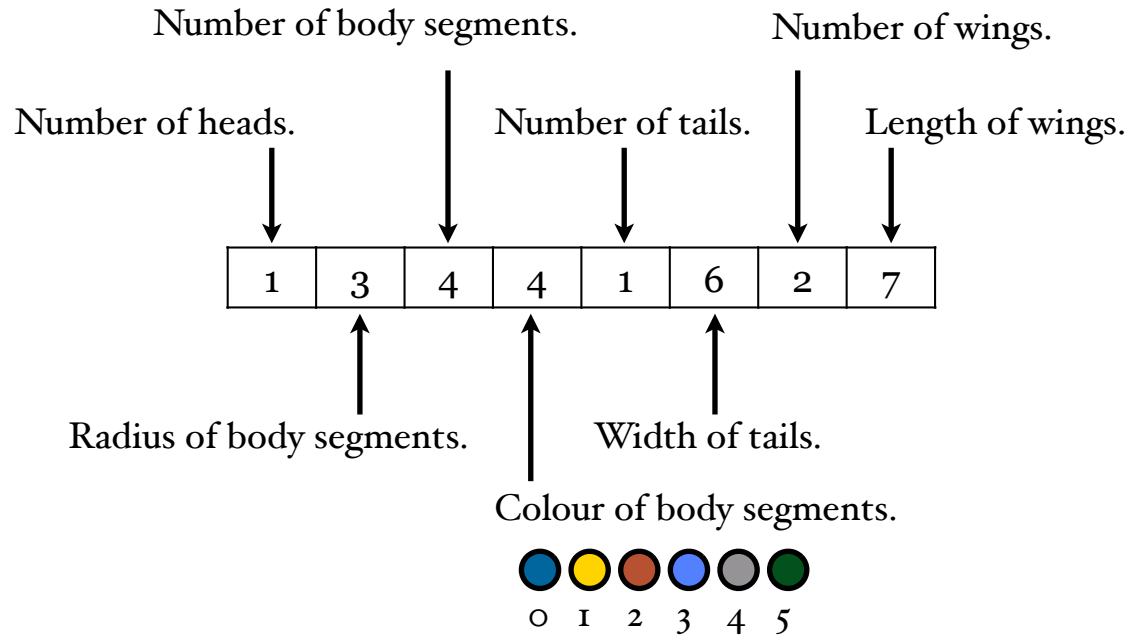 Number of body segments.
Number of wings.
Number of heads.
Number of tails.
Length of wings.
1 3 4 4 1 6 2 7
Radius of body segments.
Width of tails.
Colour of body segments.
0 1 2 3 4 5